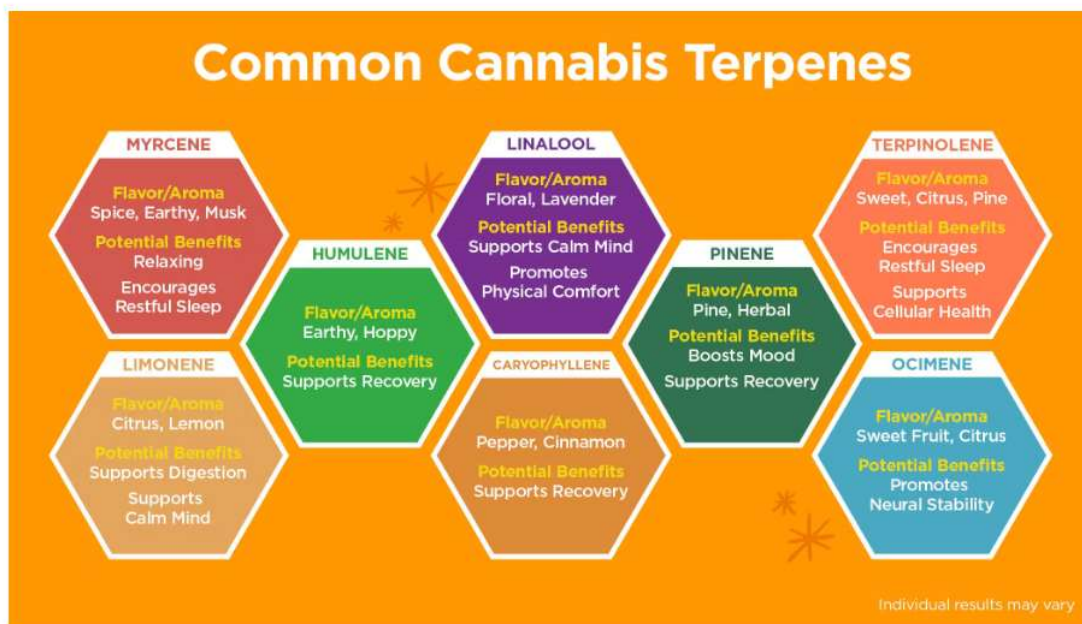 Common Cannabis Terpenes
MYRCENE
Flavor/Aroma
Spice, Earthy, Musk
Potential Benefits
Relaxing
Encourages
Restful Sleep
HUMULENE
Flavor/Aroma
Earthy, Hoppy
Potential Benefits
Supports Recovery
LINALOOL
Flavor/Aroma
Floral, Lavender
Potential Benefits
Supports Calm Mind
Promotes
Physical Comfort
PINENE
Flavor/Aroma
Pine, Herbal
Potential Benefits
Boosts Mood
Supports Recovery
TERPINOLENE
Flavor/Aroma
Sweet, Citrus, Pine
Potential Benefits
Encourages
Restful Sleep
Supports
Cellular Health
LIMONENE
Flavor/Aroma
Citrus, Lemon
Potential Benefits
Supports Digestion
Supports
Calm Mind
CARYOPHYLLENE
Flavor/Aroma
Pepper, Cinnamon
Potential Benefits
Supports Recovery
OCIMENE
Flavor/Aroma
Sweet Fruit, Citrus
Potential Benefits
Promotes
Neural Stability
Individual results may vary